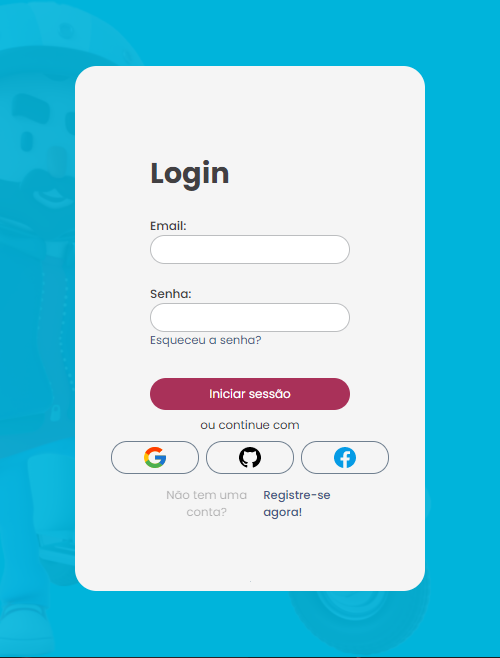 Login
Email:
Senha:
Esqueceu a senha?
Iniciar sessão
ou continue com
Não tem uma
conta?
Registre-se
agora!